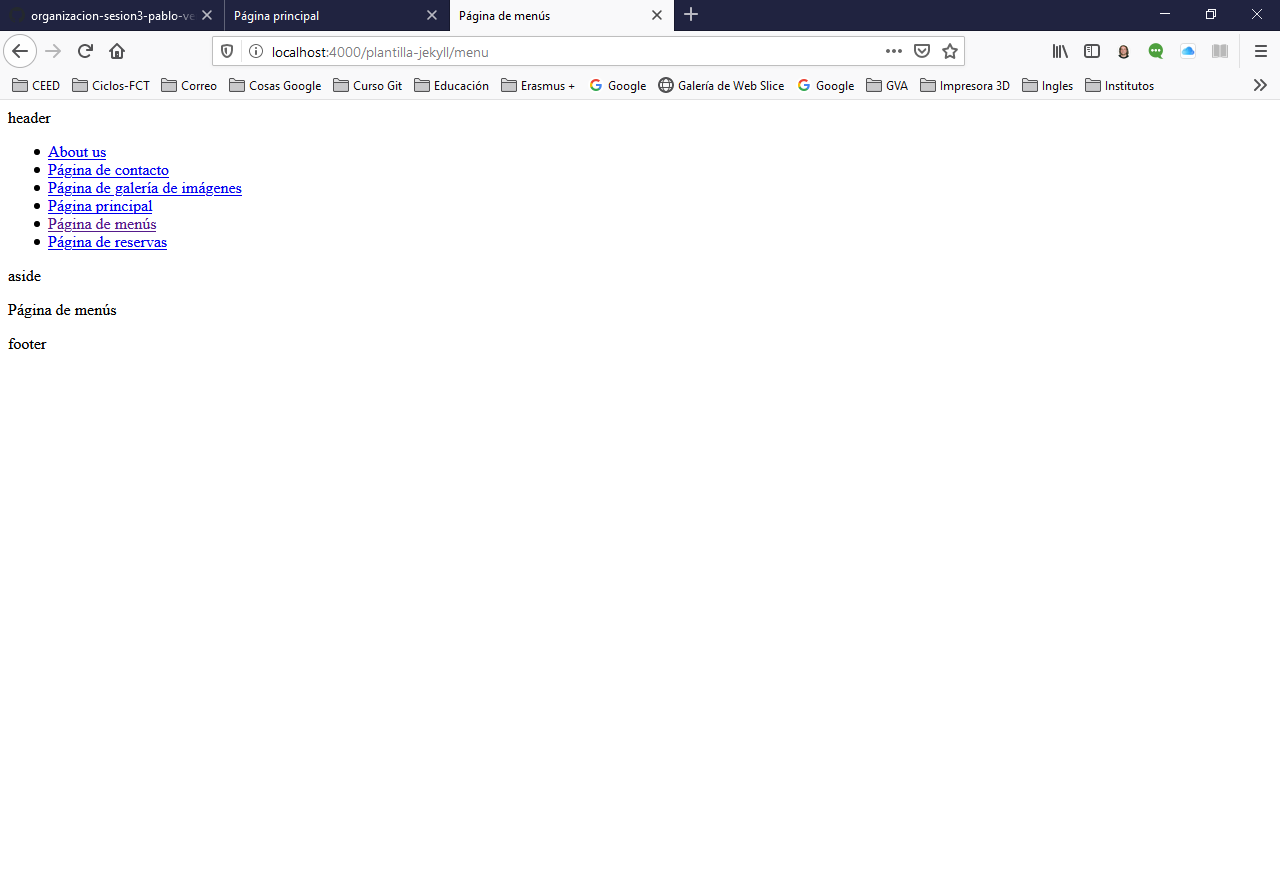 organizacion-sesion3-pablo-ve
Página principal
Página de menús
localhost:4000/plantilla-jekyll/menu
CEED Ciclos-FCT Correo Cosas Google Curso Git Educación Erasmus + Google Galería de Web Slice Google GVA Impresora 3D Ingles Institutos
header
About us
Página de contacto
Página de galería de imágenes
Página principal
Página de menús
Página de reservas
aside
Página de menús
footer